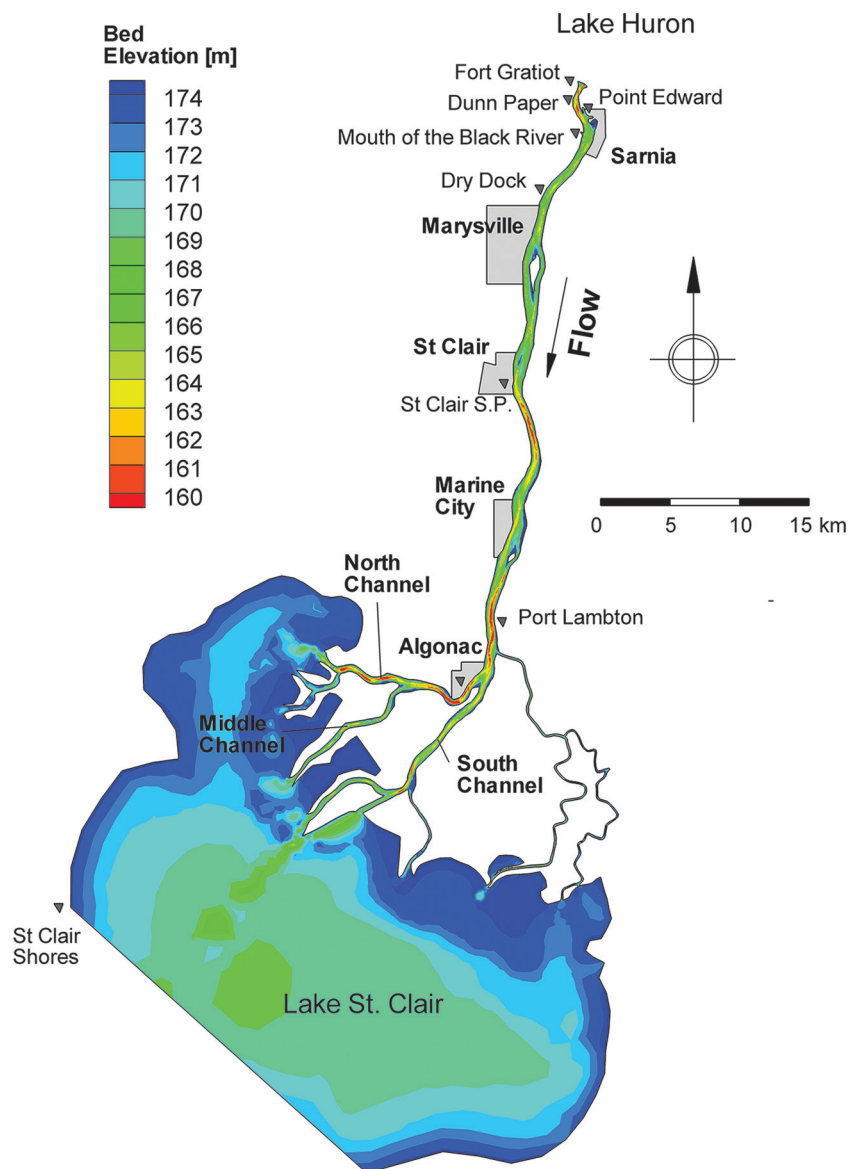 Lake Huron
Bed
Elevation [m]
174
173
172
171
170
169
168
167
166
165
164
163
162
161
160
Fort Gratiot
Dunn Paper
Point Edward
Mouth of the Black River
Sarnia
Dry Dock
Marysville
Flow
St Clair
St Clair S.P.
Marine
City
0 5 10 15 km
North
Channel
Port Lambton
Algonac
Middle
Channel
South
Channel
St Clair
Shores
Lake St. Clair